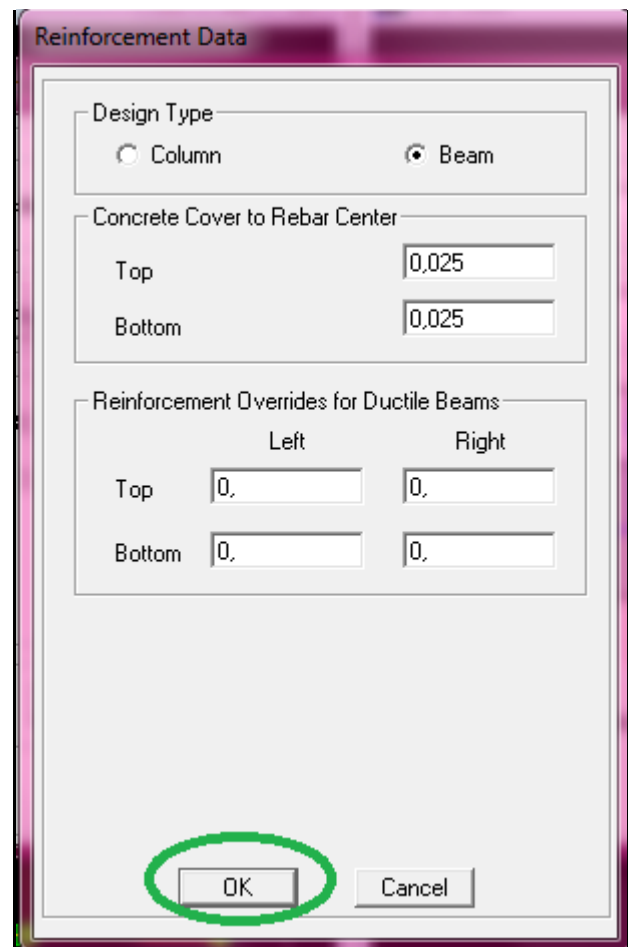 Reinforcement Data
Design Type
Column Beam
Concrete Cover to Rebar Center
Top 0,025
Bottom 0,025
Reinforcement Overrides for Ductile Beams
Left Right
Top 0, 0,
Bottom 0, 0,
OK Cancel